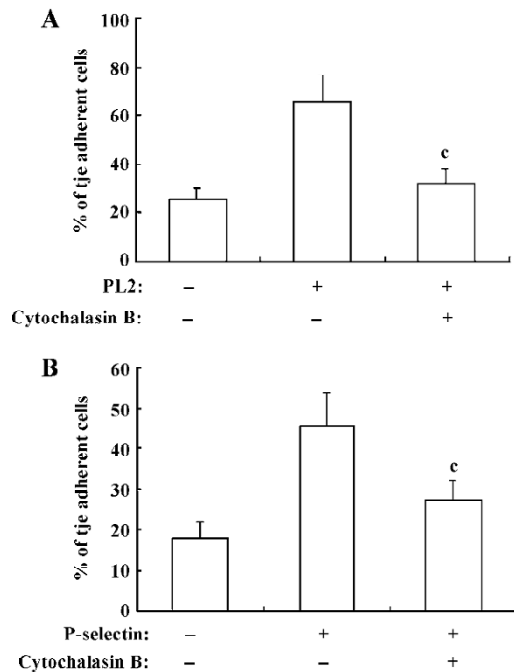 A
% of tje adherent cells
100
80
60
40
20
0
c
PL2: – + +
Cytochalasin B: – – +
B
% of tje adherent cells
60
50
40
30
20
10
0
c
P-selectin: – + +
Cytochalasin B: – – +